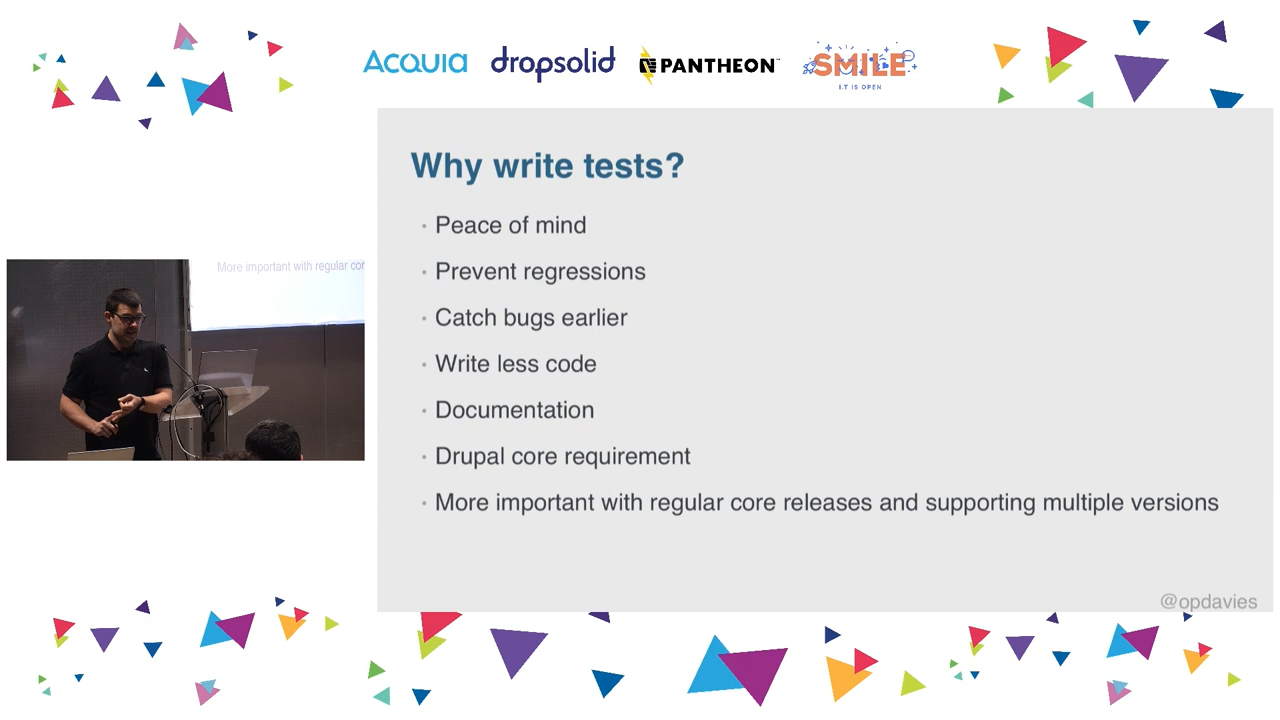 ACQUIA
dropsolid
PANTHEON
SMILE
I.T IS OPEN
Why write tests?
• Peace of mind
• Prevent regressions
• Catch bugs earlier
• Write less code
• Documentation
• Drupal core requirement
• More important with regular core releases and supporting multiple versions
@opdavies
More important with regular cor